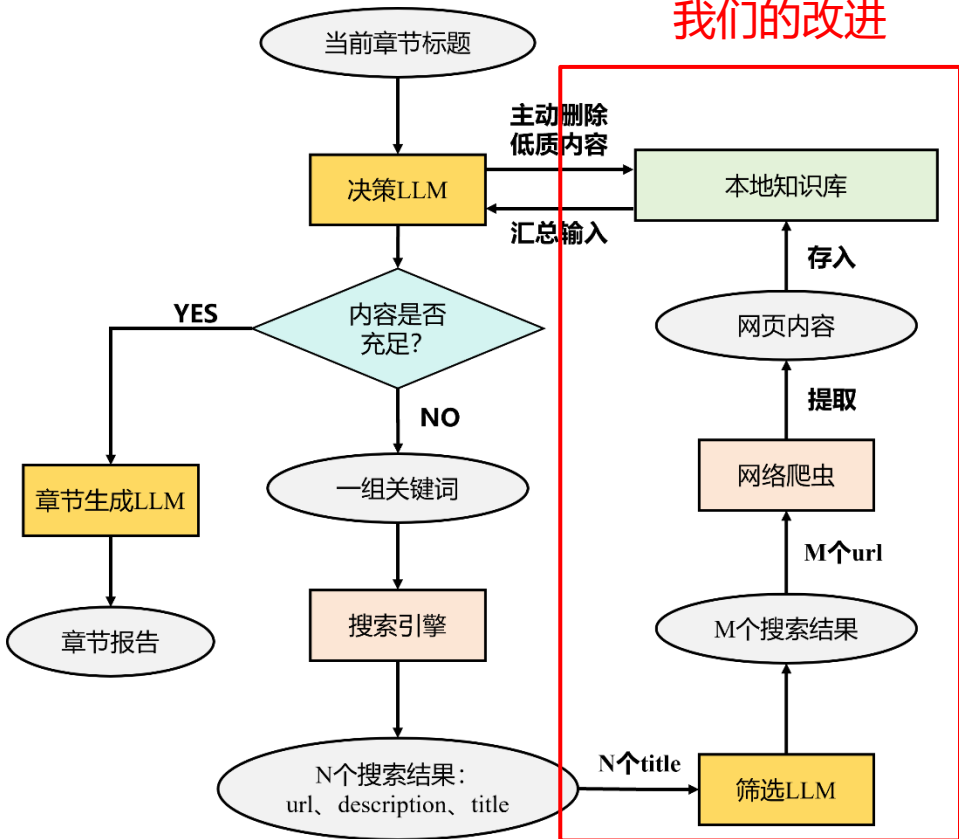 我们的改进
当前章节标题
主动删除
低质内容
决策LLM
本地知识库
汇总输入
存入
YES
内容是否
充足?
网页内容
提取
NO
章节生成LLM
一组关键词
网络爬虫
M个url
搜索引擎
M个搜索结果
章节报告
N个title
N个搜索结果：
url、description、title
筛选LLM